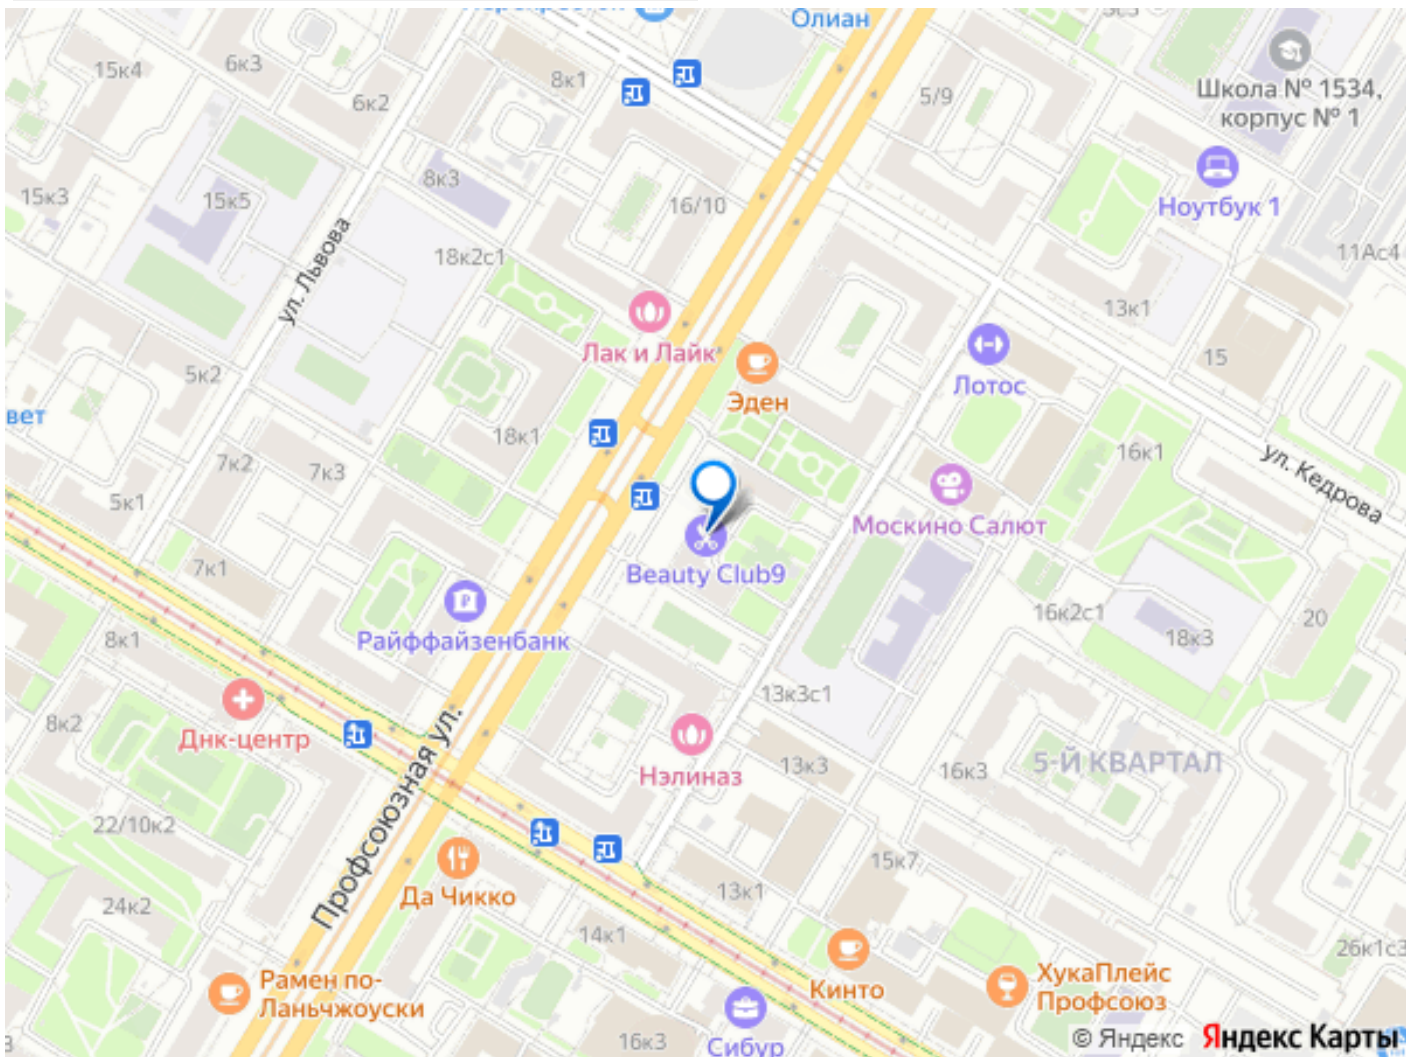 Олиан
15к4
6к3
6к2
8к1
5/9
Школа № 1534,
корпус № 1
15к3
15к5
8к3
16/10
Ноутбук 1
ул. Львова
18к2с1
11Ас4
13к1
Лак и Лайк
Эден
Лотос
15
5к2
вет
18к1
7к2
7к3
16к1
ул. Кедрова
5к1
Москино Салют
7к1
Beauty Club9
Райффайзенбанк
8к1
16к2с1
18к3
20
8к2
Днк-центр
13к3с1
Нэлиназ
13к3
16к3
5-Й КВАРТАЛ
Профсоюзная ул.
22/10к2
Да Чикко
13к1
15к7
24к2
14к1
26к1с3
Рамен по-
Ланьчжоуски
Кинто
ХукаПлейс
Профсоюз
16к3
Сибур
© Яндекс Яндекс Карты